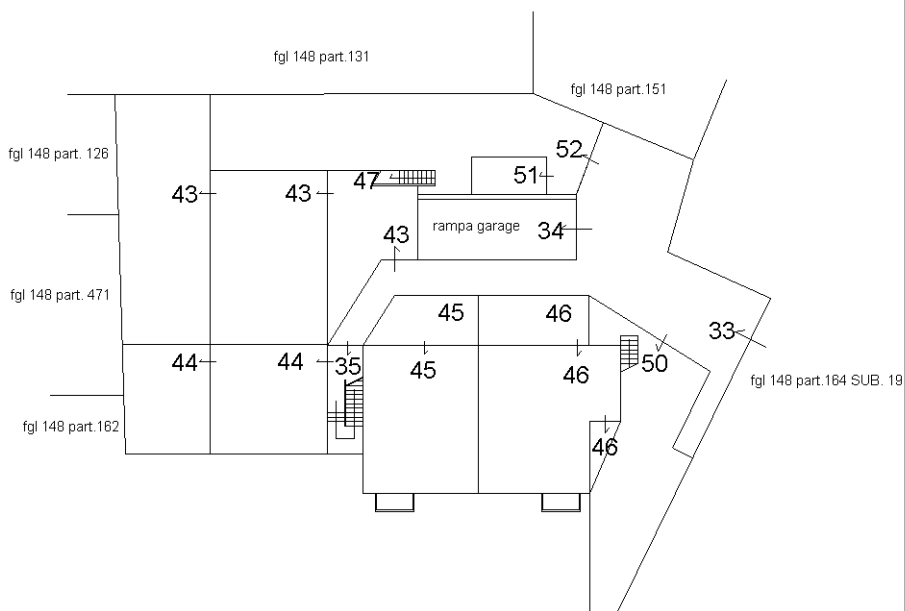 fgl 148 part.131
fgl 148 part.151
fgl 148 part. 126
52
47
51
43
43
rampa garage
34
43
fgl 148 part. 471
45
46
33
44
44
35
45
46
50
fgl 148 part.164 SUB. 19
fgl 148 part.162
46